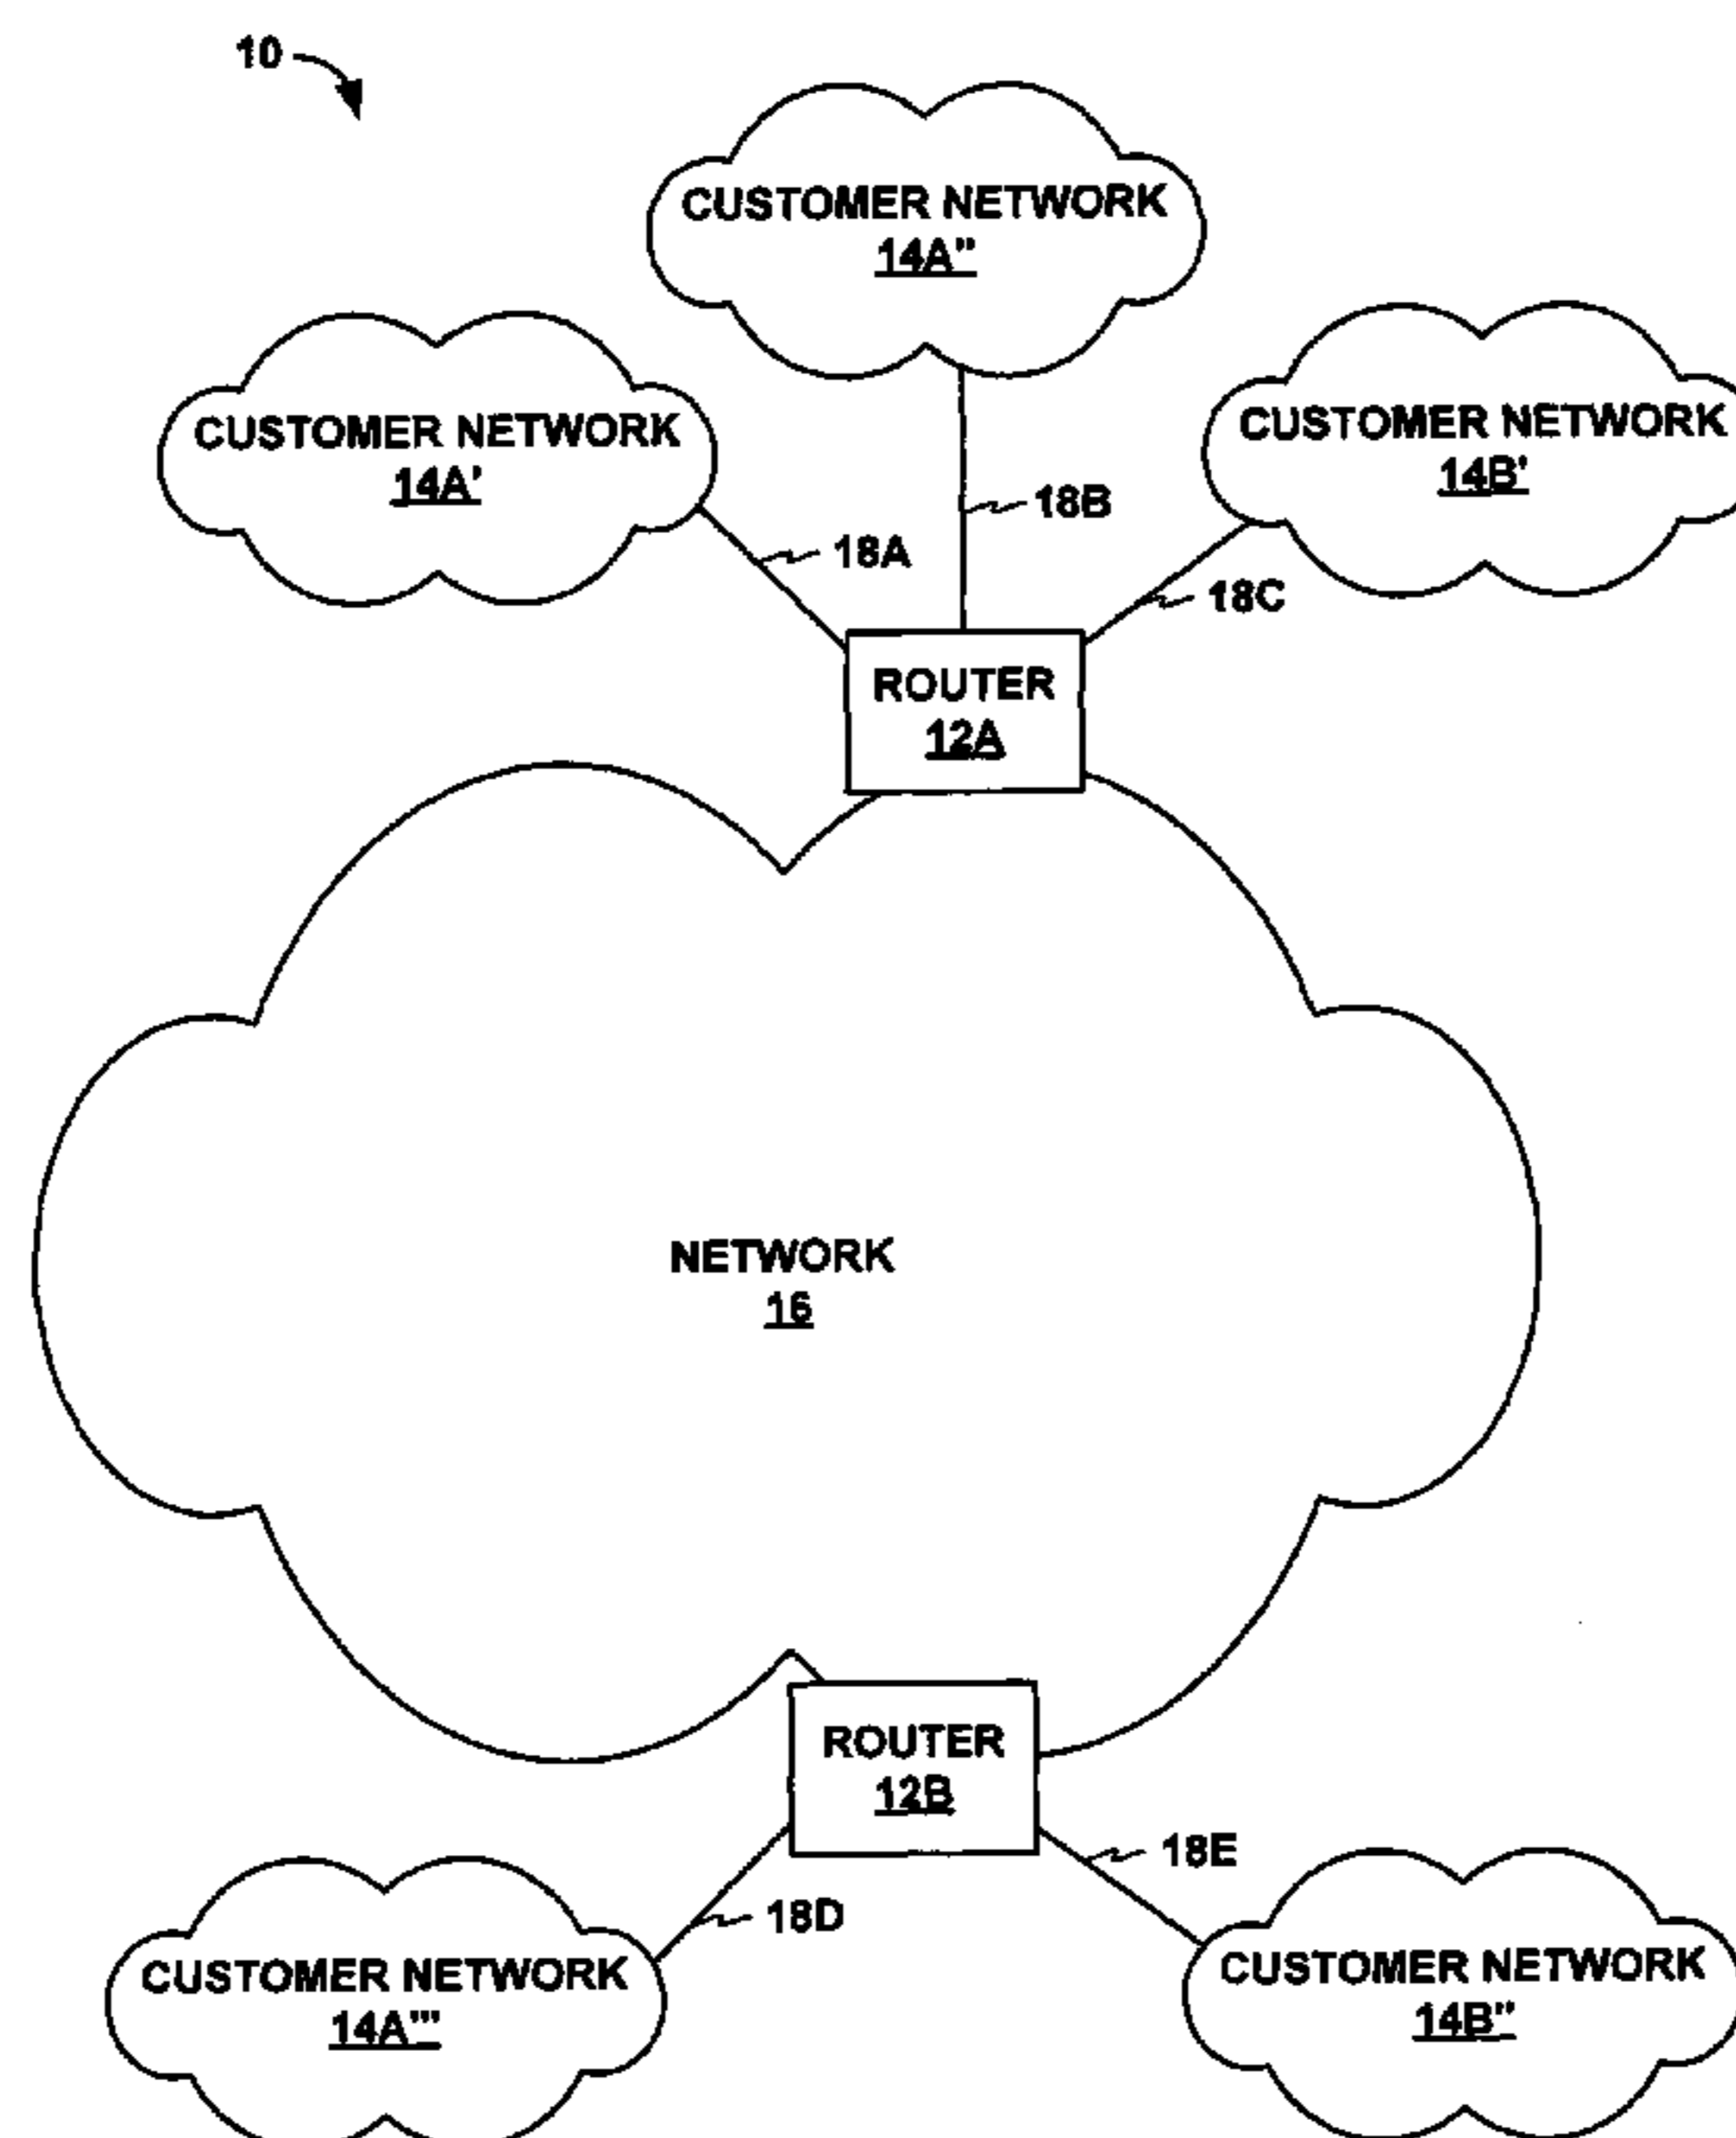 10
CUSTOMER NETWORK
14A"
CUSTOMER NETWORK
14A'
CUSTOMER NETWORK
14B'
18B
18A
18C
ROUTER
12A
NETWORK
16
ROUTER
12B
18E
18D
CUSTOMER NETWORK
14A'''
CUSTOMER NETWORK
14B"